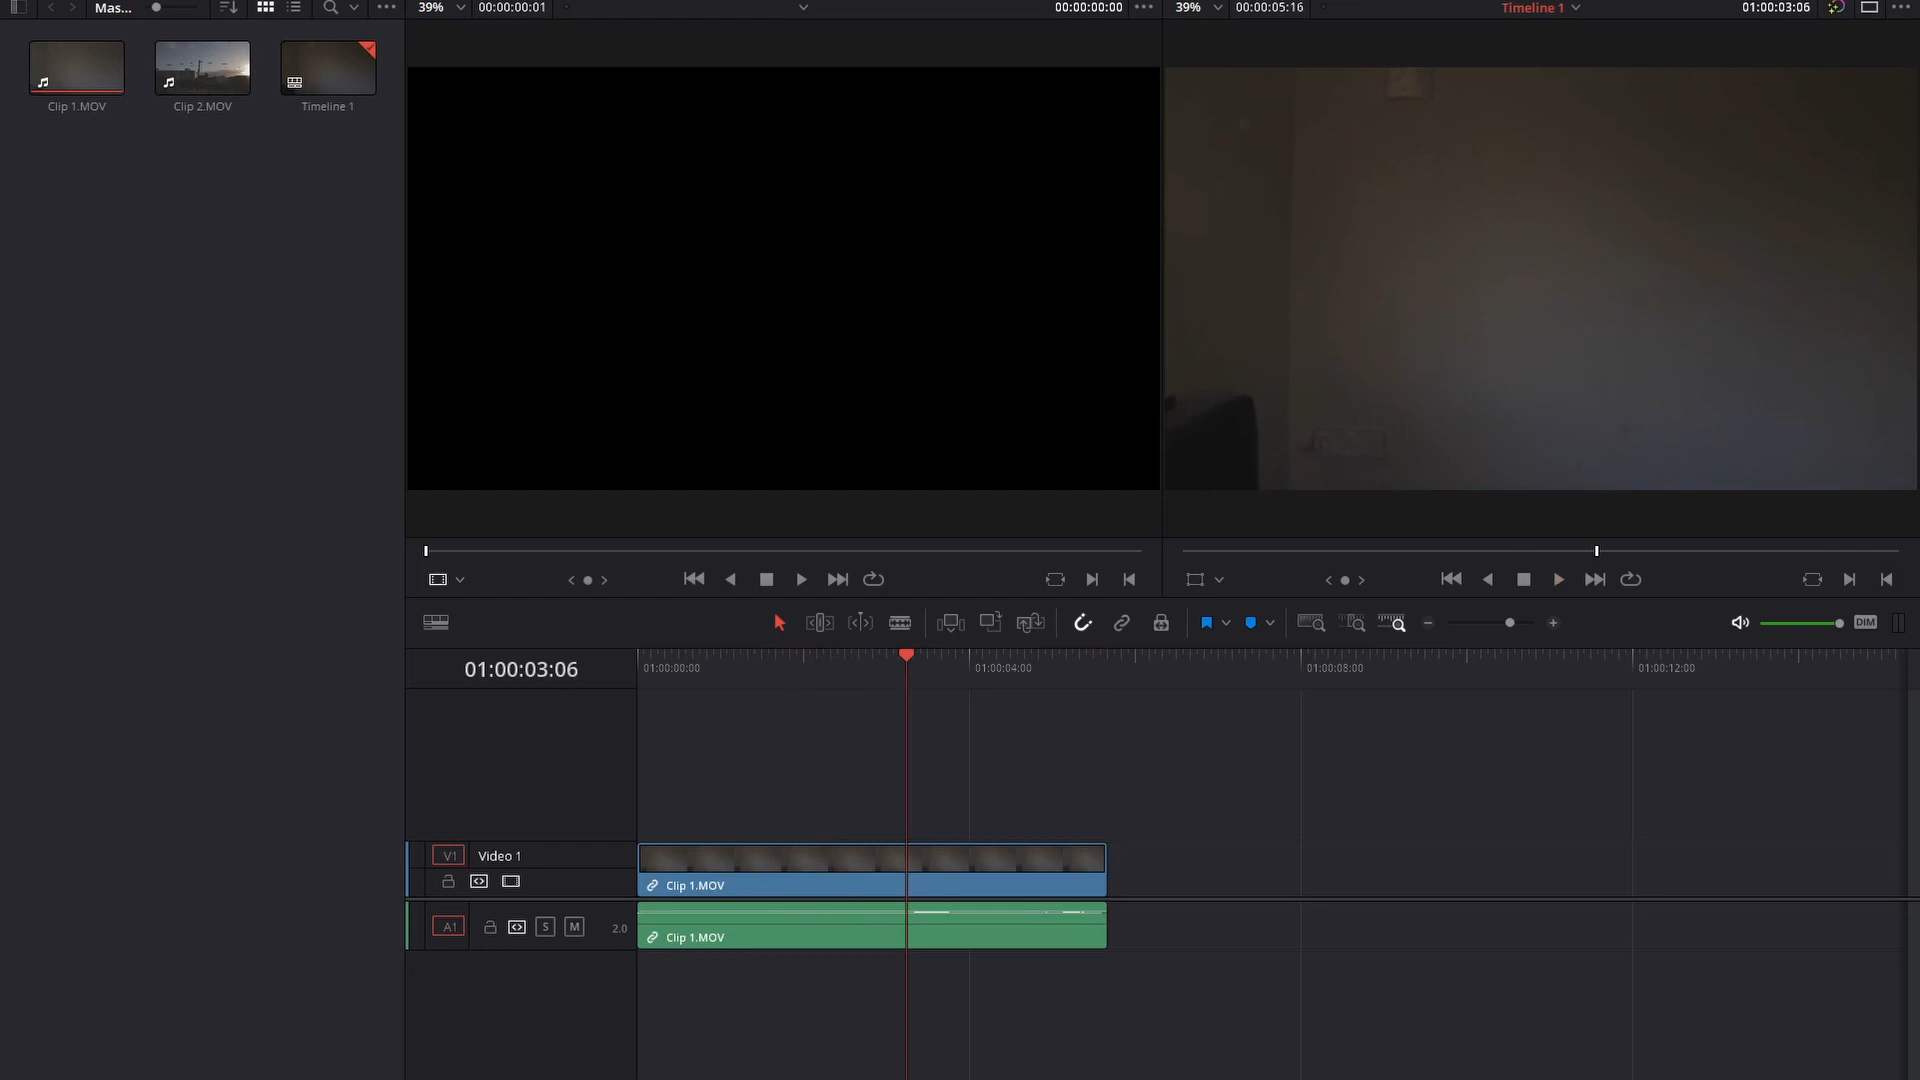 Mas...
39%
00:00:00:01
00:00:00:00
39%
00:00:05:16
Timeline 1
01:00:03:06
Clip 1.MOV
Clip 2.MOV
Timeline 1
DIM
01:00:03:06
01:00:00:00
01:00:04:00
01:00:08:00
01:00:12:00
V1
Video 1
Clip 1.MOV
A1
S
M
2.0
Clip 1.MOV